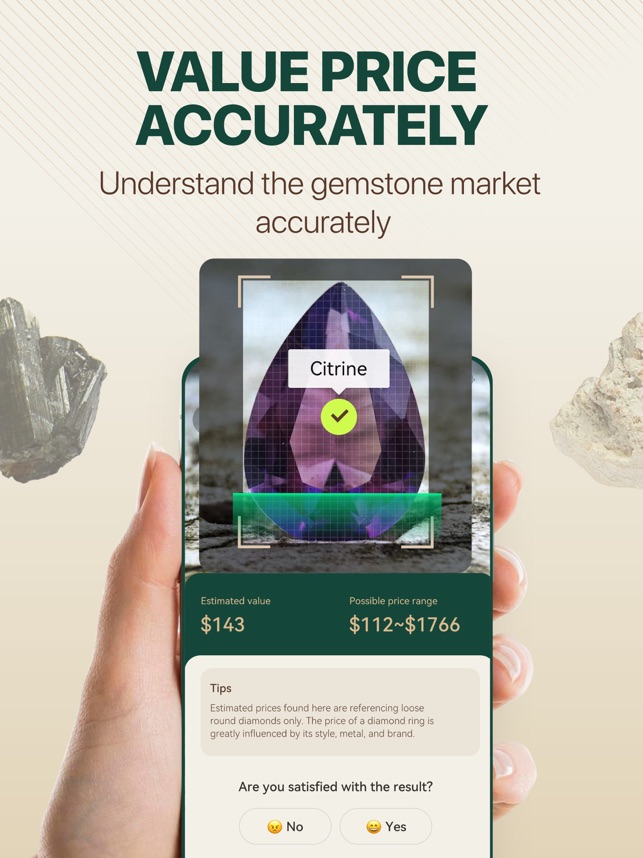 VALUE PRICE
ACCURATELY
Understand the gemstone market
accurately
Citrine
Estimated value
Possible price range
$143
$112~$1766
Tips
Estimated prices found here are referencing loose
round diamonds only. The price of a diamond ring is
greatly influenced by its style, metal, and brand.
Are you satisfied with the result?
No
Yes